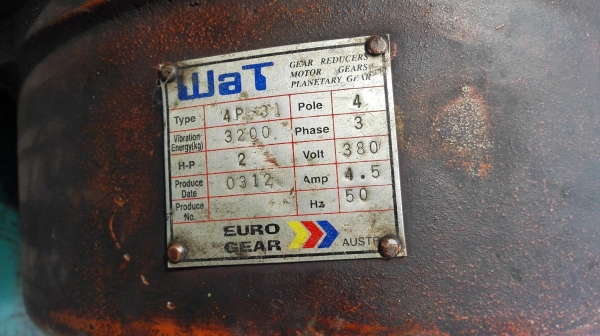 WaT
GEAR REDUCERS
MOTOR GEARS
PLANETARY GEAR
Type 4P 31 Pole 4
Vibration Energy(kg) 3200 Phase 3
H-P 2 Volt 380
Produce Date 0312 Amp 4.5
Produce No. Hz 50
EURO
GEAR